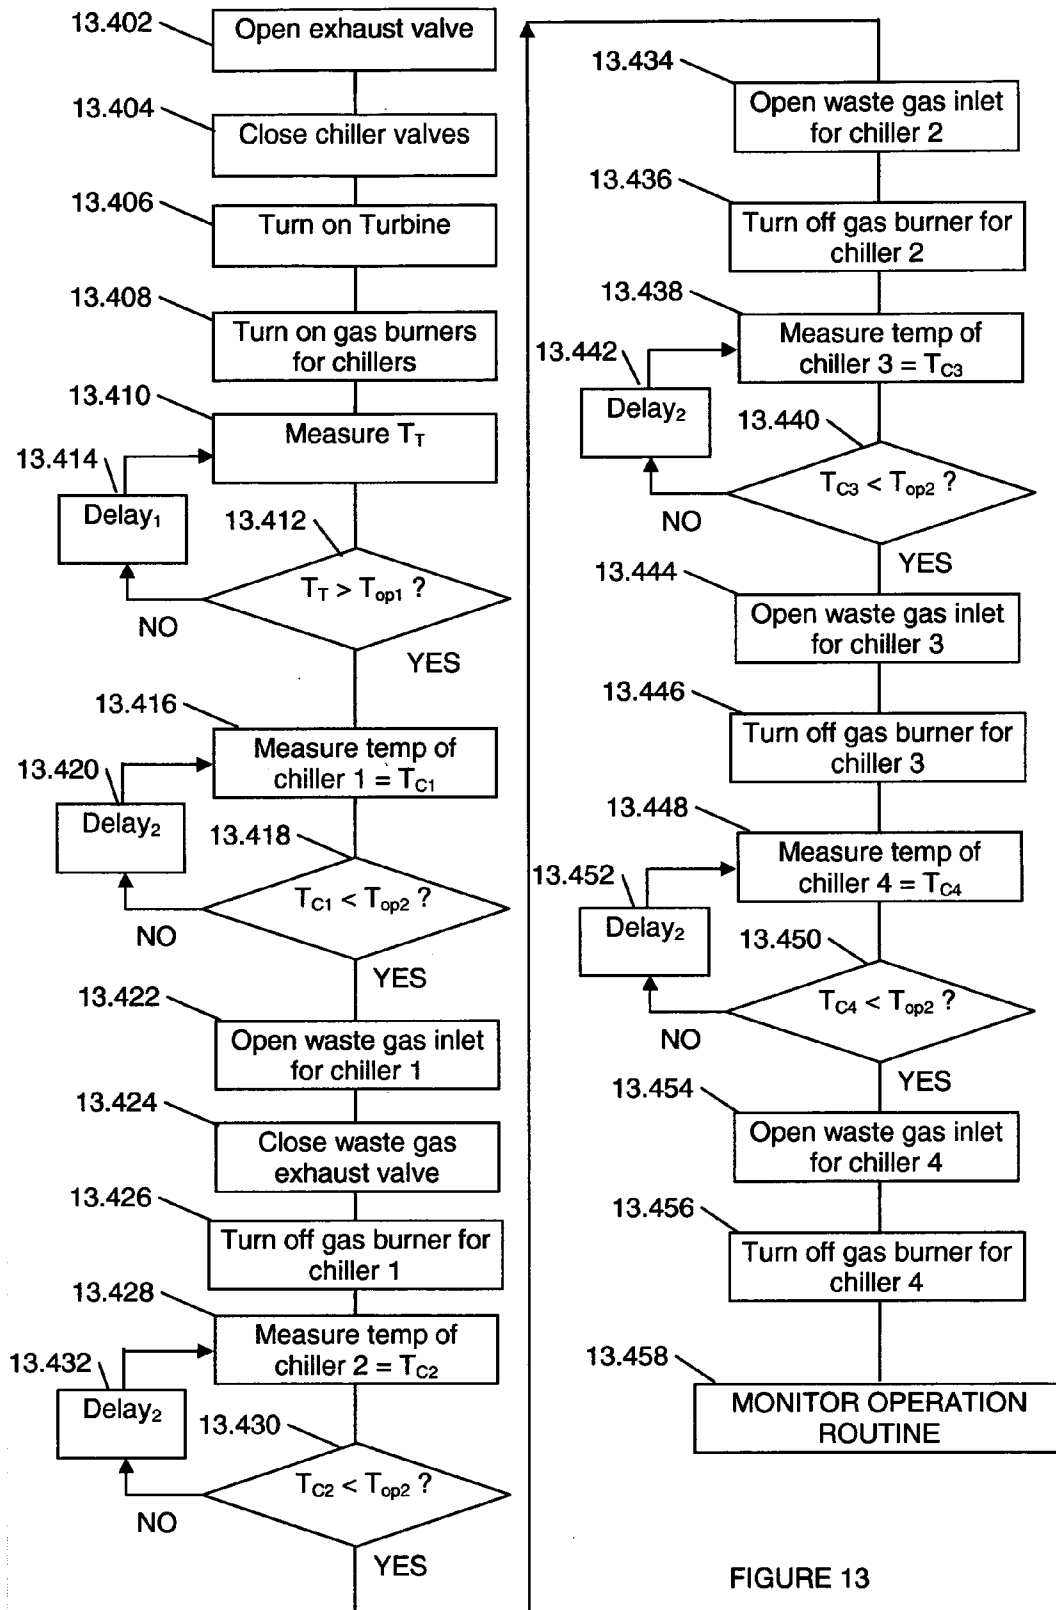 13.402
Open exhaust valve
13.404
Close chiller valves
13.406
Turn on Turbine
13.408
Turn on gas burners
for chillers
13.410
Measure T_T
13.414
Delay₁
13.412
T_T > T_op1 ?
NO
YES
13.416
Measure temp of
chiller 1 = T_C1
13.420
Delay₂
13.418
T_C1 < T_op2 ?
NO
YES
13.422
Open waste gas inlet
for chiller 1
13.424
Close waste gas
exhaust valve
13.426
Turn off gas burner for
chiller 1
13.428
Measure temp of
chiller 2 = T_C2
13.432
Delay₂
13.430
T_C2 < T_op2 ?
NO
YES
13.434
Open waste gas inlet
for chiller 2
13.436
Turn off gas burner for
chiller 2
13.438
Measure temp of
chiller 3 = T_C3
13.442
Delay₂
13.440
T_C3 < T_op2 ?
NO
YES
13.444
Open waste gas inlet
for chiller 3
13.446
Turn off gas burner for
chiller 3
13.448
Measure temp of
chiller 4 = T_C4
13.452
Delay₂
13.450
T_C4 < T_op2 ?
NO
YES
13.454
Open waste gas inlet
for chiller 4
13.456
Turn off gas burner for
chiller 4
13.458
MONITOR OPERATION
ROUTINE
FIGURE 13